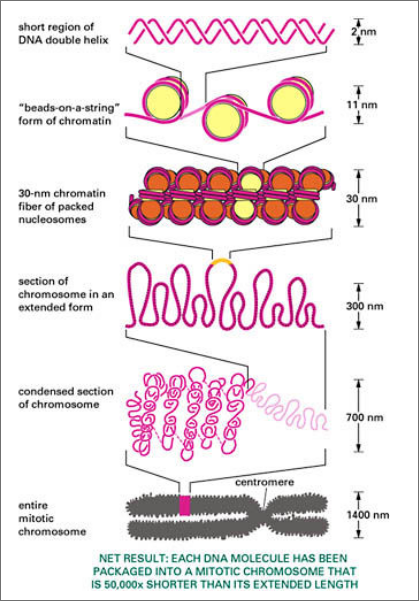 short region of
DNA double helix
2 nm
"beads-on-a-string"
form of chromatin
11 nm
30-nm chromatin
fiber of packed
nucleosomes
30 nm
section of
chromosome in an
extended form
300 nm
condensed section
of chromosome
700 nm
centromere
entire
mitotic
chromosome
1400 nm
NET RESULT: EACH DNA MOLECULE HAS BEEN
PACKAGED INTO A MITOTIC CHROMOSOME THAT
IS 50,000x SHORTER THAN ITS EXTENDED LENGTH